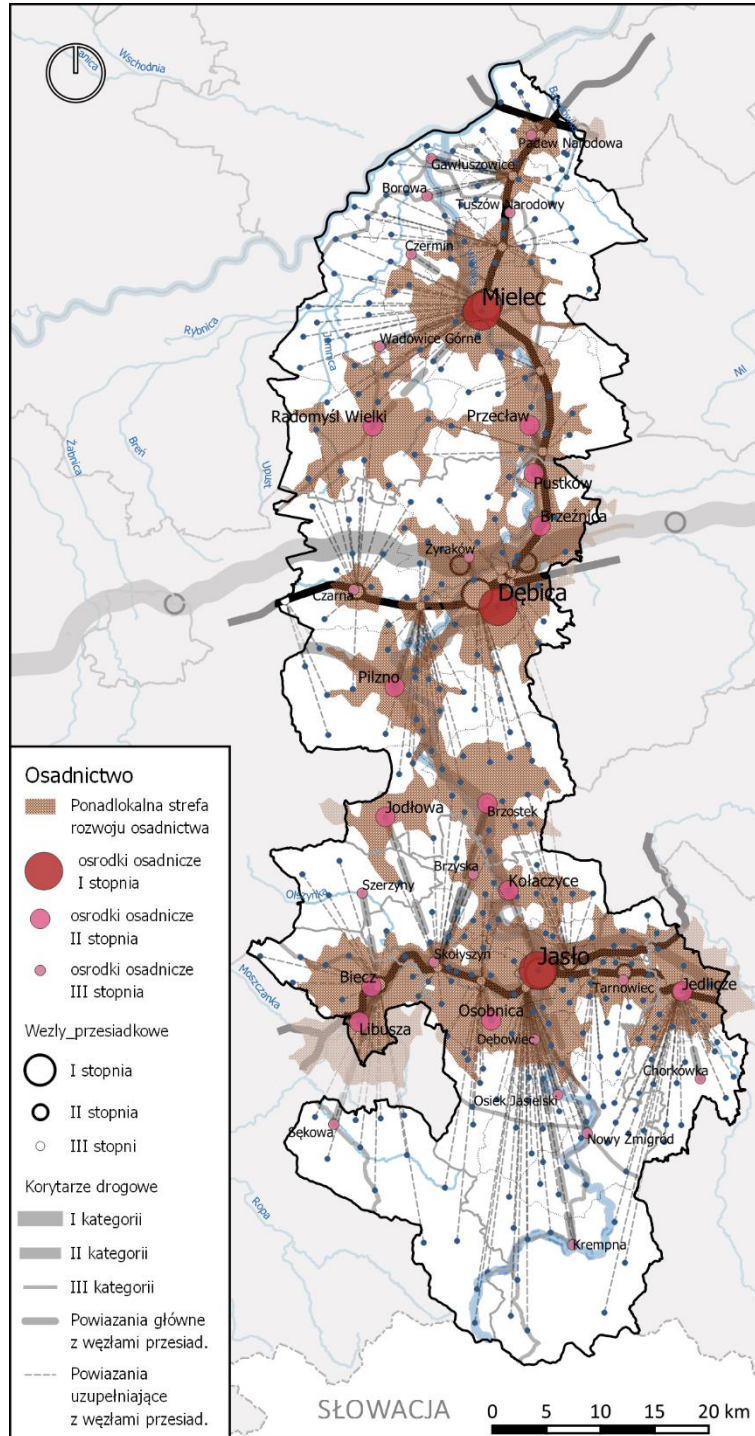 Wschodnia
Padew Narodowa
Gawłuszowice
Borowa
Tuszów Narodowy
Czermin
Mielec
Rybnica
Wadowice Górne
Jamnica
Nil
Radomyśl Wielki
Przecław
Żabnica
Breń
Upust
Pustków
Brzeźnica
Żyraków
Czarna
Dębica
Pilzno
Osadnictwo
Ponadlokalna strefa
rozwoju osadnictwa
osrodki osadnicze
I stopnia
ośrodki osadnicze
II stopnia
ośrodki osadnicze
III stopnia
Wezly_przesiadkowe
I stopnia
II stopnia
III stopni
Korytarze drogowe
I kategorii
II kategorii
III kategorii
Powiazania główne
z węzłami przesiad.
Powiazania
uzupełniające
z węzłami przesiad.
Jodłowa
Brzostek
Brzyska
Szerzyny
Kołaczyce
Olszynka
Skołyszyn
Jasło
Moszczanka
Biecz
Tarnowiec
Jedlicze
Libusza
Osobnica
Dębowiec
Chorkówka
Osiek Jasielski
Sękowa
Nowy Żmigród
Ropa
Krempna
SŁOWACJA
0 5 10 15 20 km